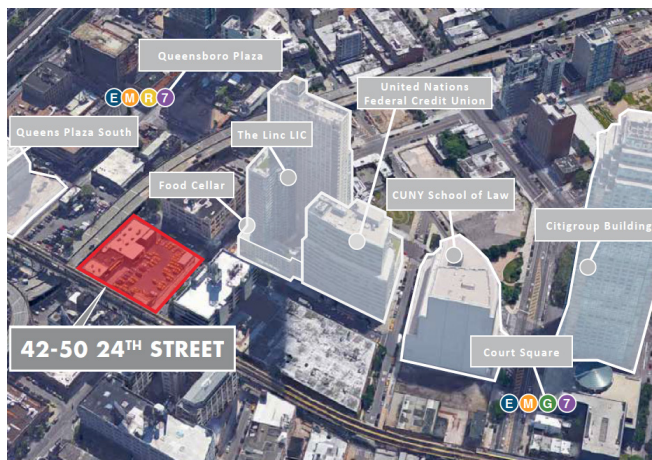 Queensboro Plaza
E M R 7
United Nations
Federal Credit Union
Queens Plaza South
The Linc LIC
Food Cellar
CUNY School of Law
Citigroup Building
42-50 24TH STREET
Court Square
E M G 7